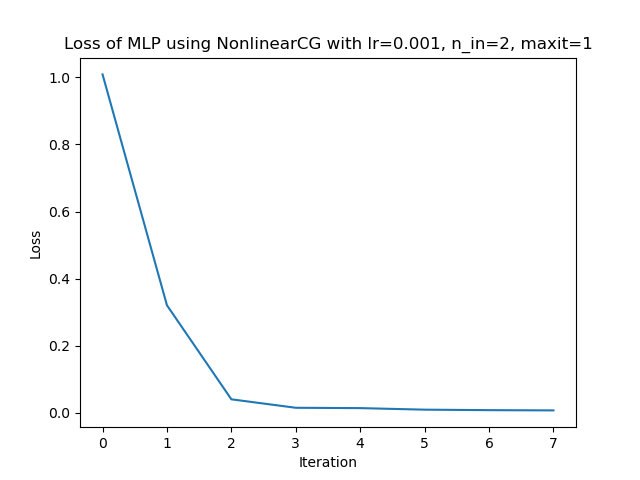 Loss of MLP using NonlinearCG with lr=0.001, n_in=2, maxit=1
1.0
0.8
0.6
0.4
0.2
0.0
Loss
0 1 2 3 4 5 6 7
Iteration